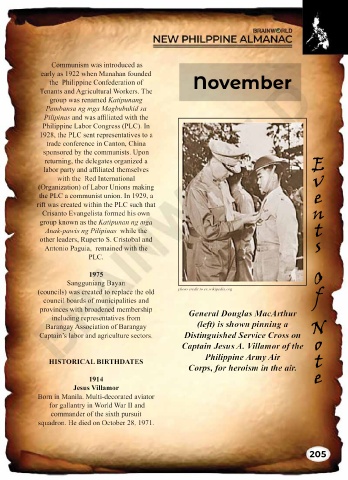 BRAINWORLD
NEW PHILPPINE ALMANAC
Communism was introduced as
early as 1922 when Manahan founded
the Philippine Confederation of
Tenants and Agricultural Workers. The
group was renamed Katipunang
Pambansa ng mga Magbubukid sa
Pilipinas and was affiliated with the
Philippine Labor Congress (PLC). In
1928, the PLC sent representatives to a
trade conference in Canton, China
sponsored by the communists. Upon
returning, the delegates organized a
labor party and affiliated themselves
with the Red International
(Organization) of Labor Unions making
the PLC a communist union. In 1929, a
rift was created within the PLC such that
Crisanto Evangelista formed his own
group known as the Katipunan ng mga
Anak-pawis ng Pilipinas while the
other leaders, Ruperto S. Cristobal and
Antonio Paguia, remained with the
PLC.
1975
Sangguniang Bayan
(councils) was created to replace the old
council boards of municipalities and
provinces with broadened membership
including representatives from
Barangay Association of Barangay
Captain's labor and agriculture sectors.
HISTORICAL BIRTHDATES
1914
Jesus Villamor
Born in Manila. Multi-decorated aviator
for gallantry in World War II and
commander of the sixth pursuit
squadron. He died on October 28, 1971.
November
photo credit to en.wikipedia.org
General Douglas MacArthur
(left) is shown pinning a
Distinguished Service Cross on
Captain Jesus A. Villamor of the
Philippine Army Air
Corps, for heroism in the air.
Events of Note
205